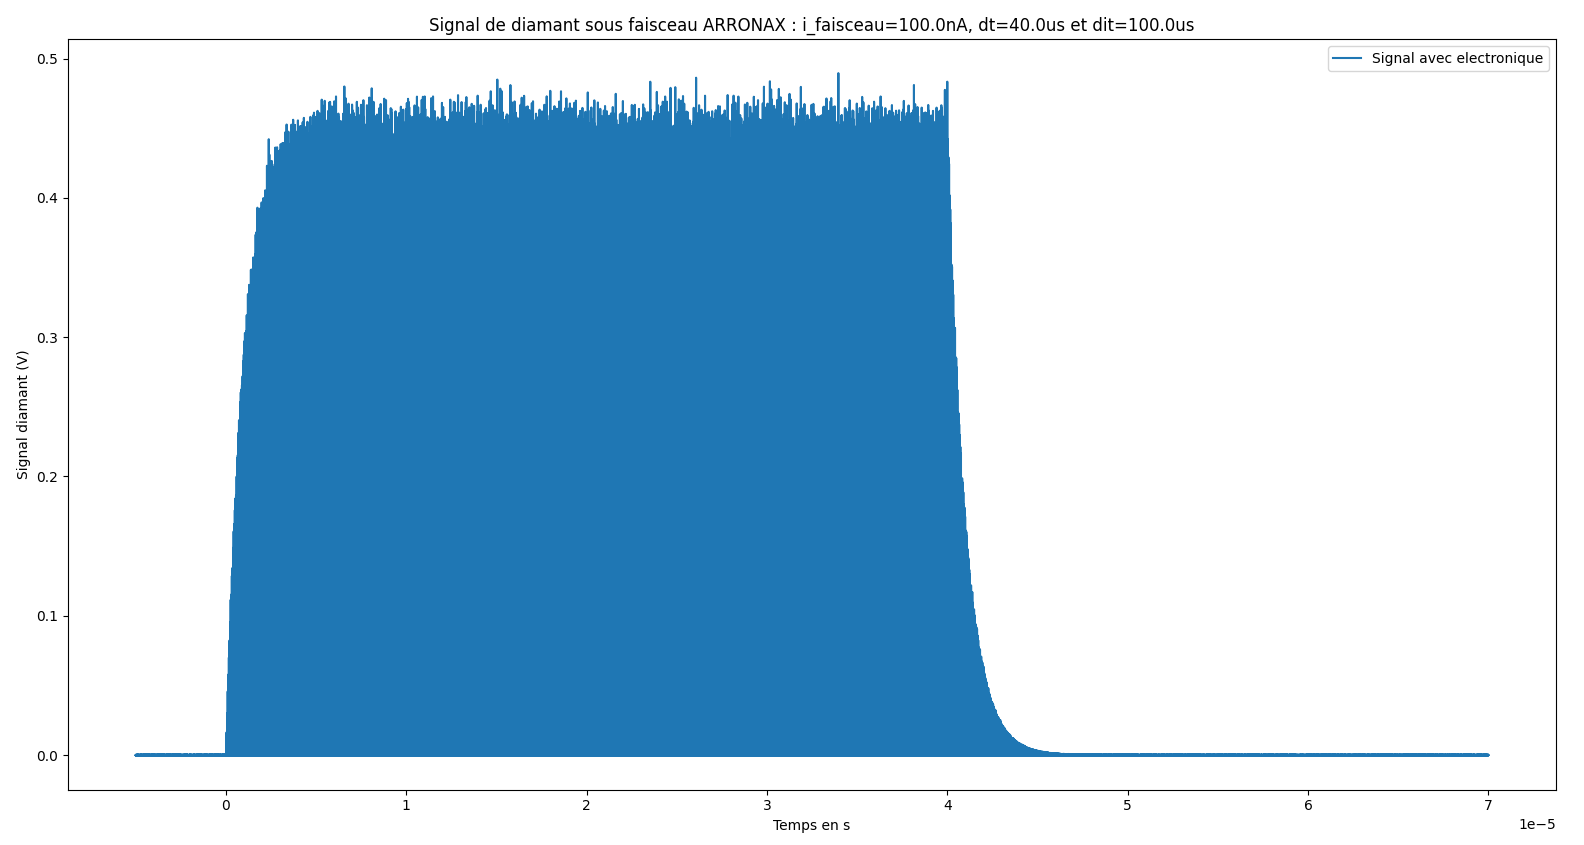 Signal de diamant sous faisceau ARRONAX : i_faisceau=100.0nA, dt=40.0us et dit=100.0us
Signal avec electronique
Signal diamant (V)
0.5
0.4
0.3
0.2
0.1
0.0
0 1 2 3 4 5 6 7
1e−5
Temps en s